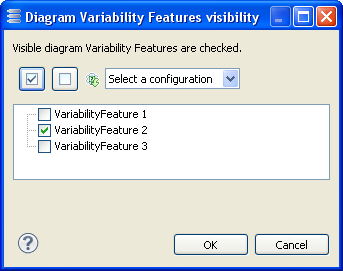 Diagram Variability Features visibility
Visible diagram Variability Features are checked.
Select a configuration
VariabilityFeature 1
VariabilityFeature 2
VariabilityFeature 3
?
OK Cancel